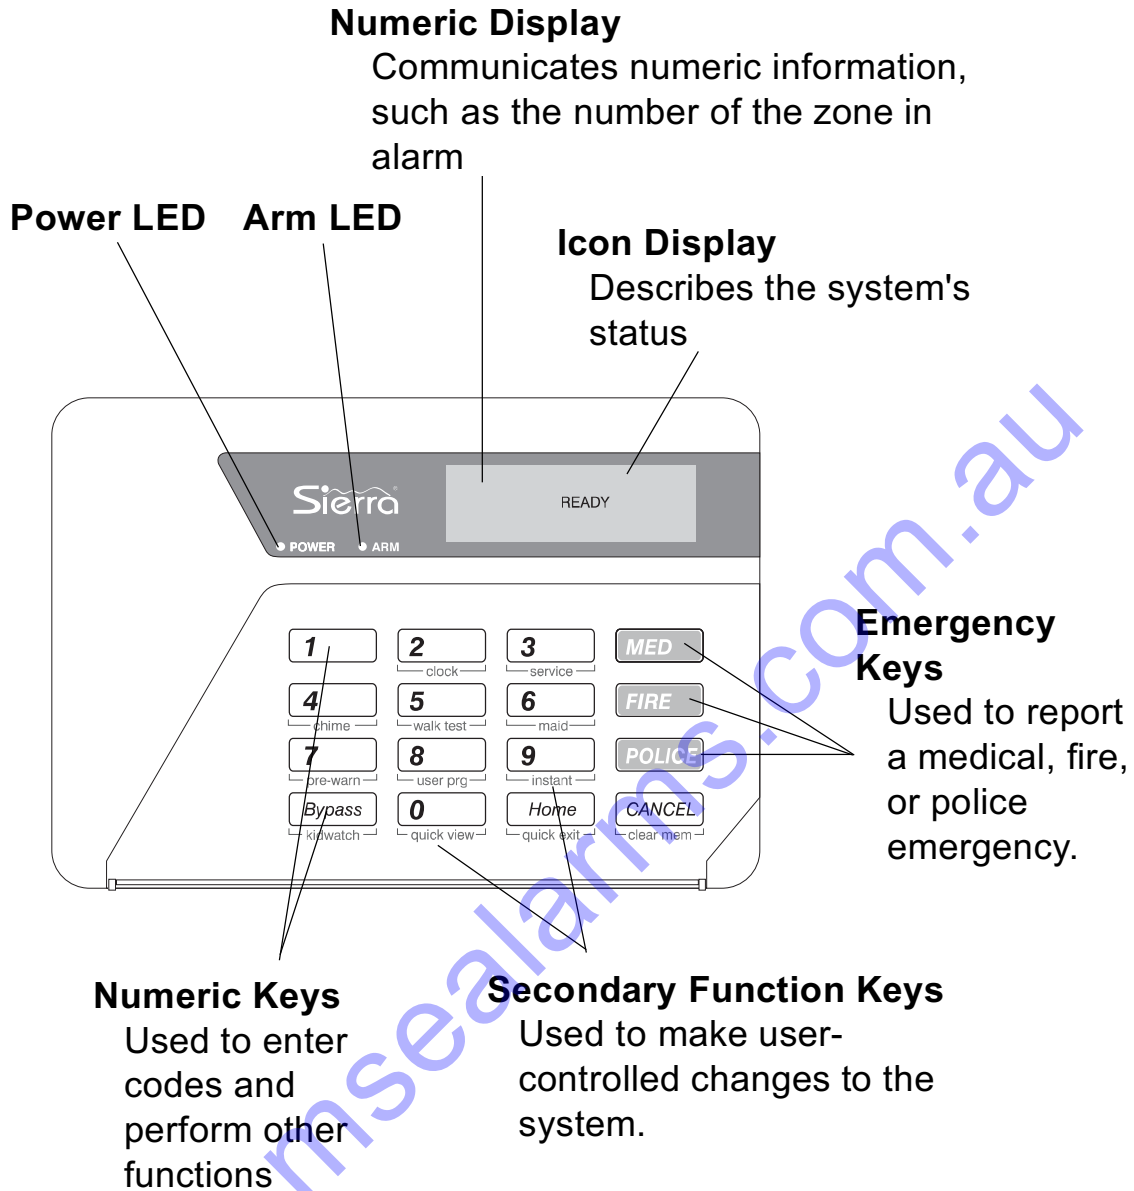 Numeric Display
Communicates numeric information,
such as the number of the zone in
alarm
Power LED Arm LED
Icon Display
Describes the system's
status
Sierra®
READY
POWER ARM
1 2 3 MED
clock service
4 5 6 FIRE
chime walk test maid
7 8 9 POLICE
pre-warn user prg instant
Bypass 0 Home CANCEL
kidwatch quick view quick exit clear mem
Emergency
Keys
Used to report
a medical, fire,
or police
emergency.
Numeric Keys
Used to enter
codes and
perform other
functions
Secondary Function Keys
Used to make user-
controlled changes to the
system.
msealarms.com.au